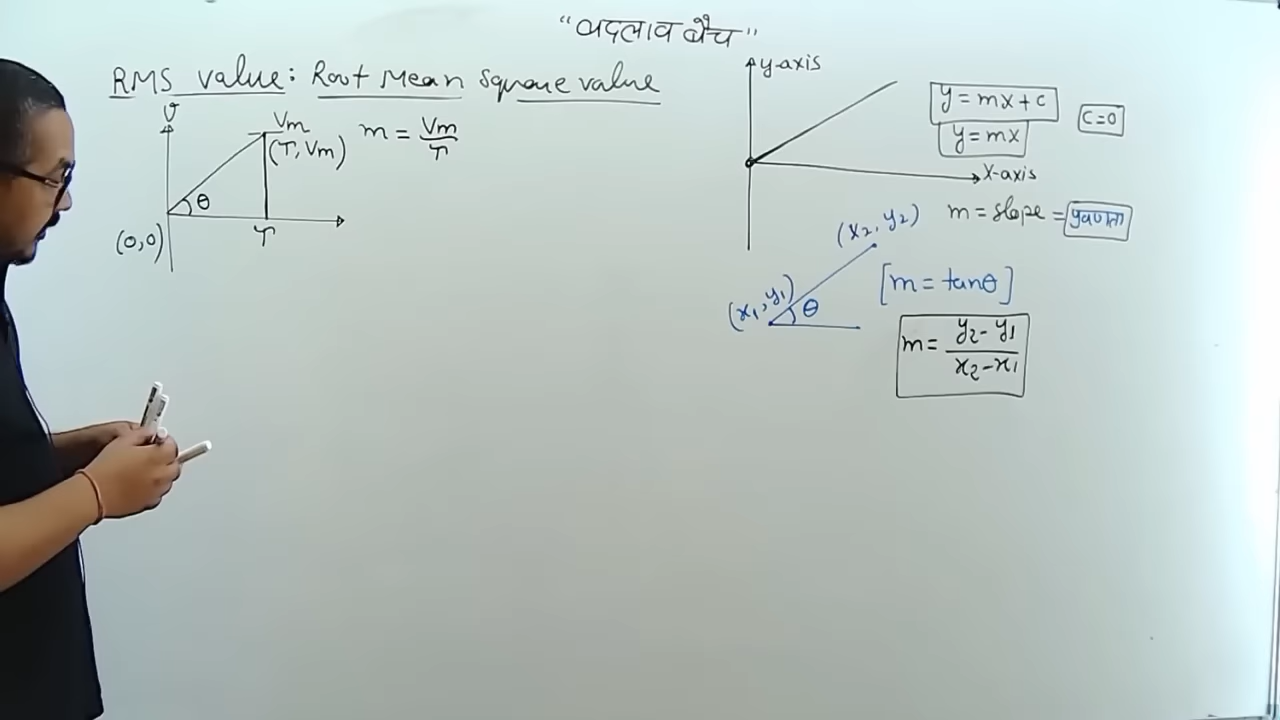 “बदलाव बैच”
RMS value: Root Mean Square value
v
Vm
(T, Vm)
m = Vm/T
θ
(0,0)
T
y-axis
x-axis
y = mx + c
c=0
y = mx
m = slope =
(x₂, y₂)
(x₁, y₁)
θ
[m = tanθ]
m = y₂ - y₁ / x₂ - x₁